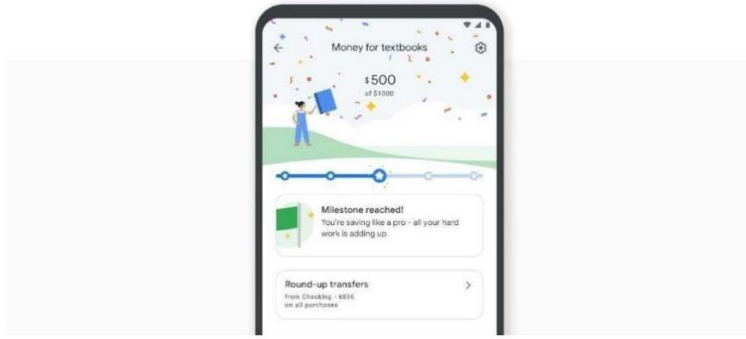 Money for textbooks
$500
of $1000
Milestone reached!
You're saving like a pro - all your hard
work is adding up
Round-up transfers
from Checking -
on all purchases